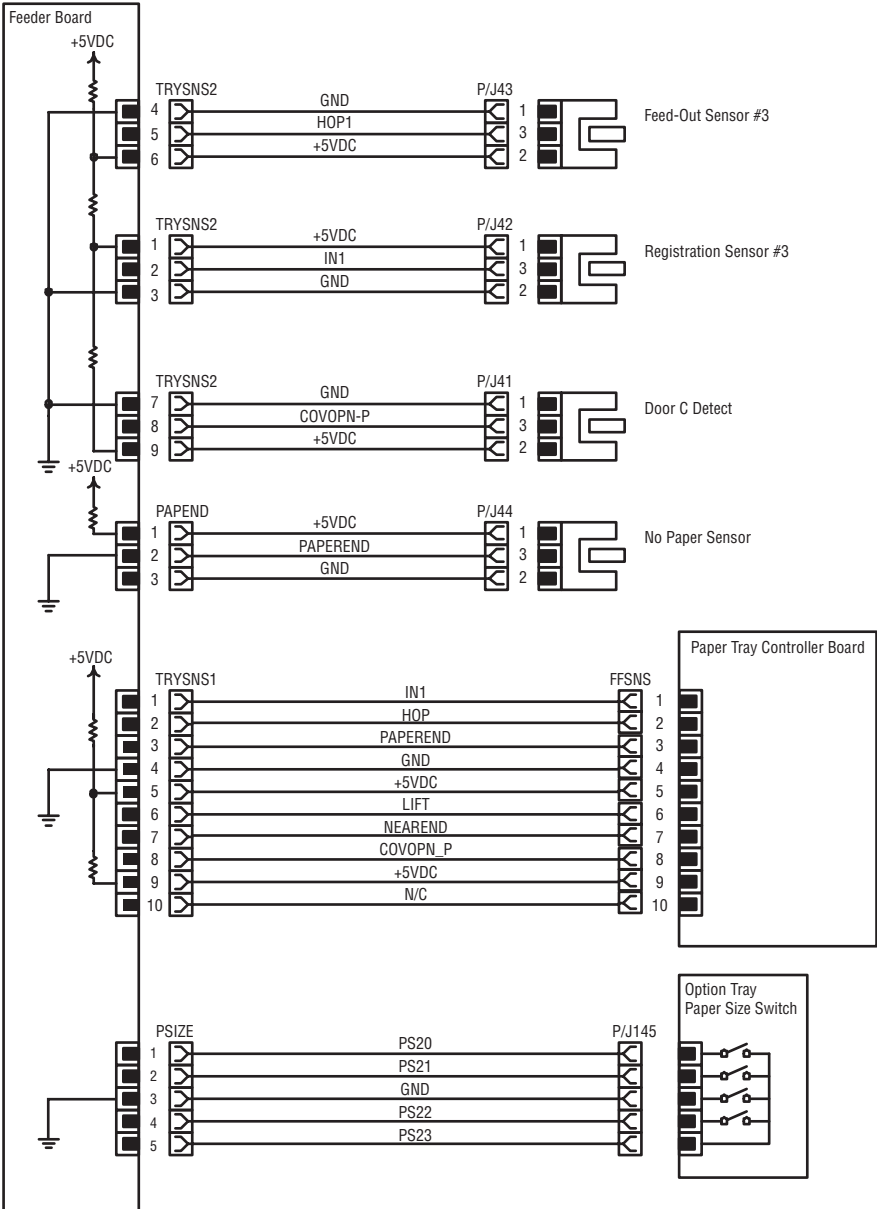 Feeder Board
+5VDC
TRYSNS2
P/J43
4 GND 1
5 HOP1 3
6 +5VDC 2
Feed-Out Sensor #3
TRYSNS2
P/J42
1 +5VDC 1
2 IN1 3
3 GND 2
Registration Sensor #3
TRYSNS2
P/J41
7 GND 1
8 COVOPN-P 3
9 +5VDC 2
Door C Detect
+5VDC
PAPEND
P/J44
1 +5VDC 1
2 PAPEREND 3
3 GND 2
No Paper Sensor
+5VDC
TRYSNS1
FFSNS
Paper Tray Controller Board
1 IN1 1
2 HOP 2
3 PAPEREND 3
4 GND 4
5 +5VDC 5
6 LIFT 6
7 NEAREND 7
8 COVOPN_P 8
9 +5VDC 9
10 N/C 10
PSIZE
P/J145
Option Tray
Paper Size Switch
1 PS20
2 PS21
3 GND
4 PS22
5 PS23